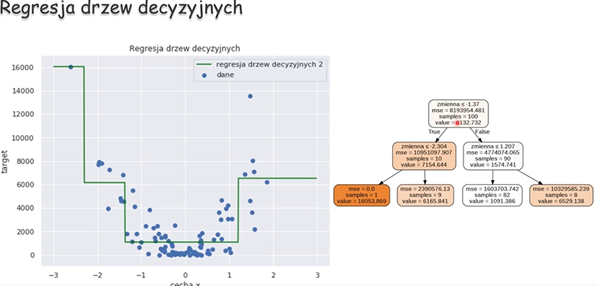 Regresja drzew decyzyjnych
Regresja drzew decyzyjnych
regresja drzew decyzyjnych 2
dane
target
16000
14000
12000
10000
8000
6000
4000
2000
0
−3 −2 −1 0 1 2 3
cecha x
zmienna ≤ -1.37
mse = 8193954.481
samples = 100
132.732
True
False
zmienna ≤ -2.304
mse = 10951097.907
samples = 10
value = 7154.644
zmienna ≤ 1.207
mse = 4774074.065
samples = 90
value = 1574.741
mse = 0.0
samples = 1
value = 16053.869
mse = 2390576.13
samples = 9
value = 6165.841
mse = 1603703.742
samples = 82
value = 1091.386
mse = 10329585.239
samples = 8
value = 6529.138